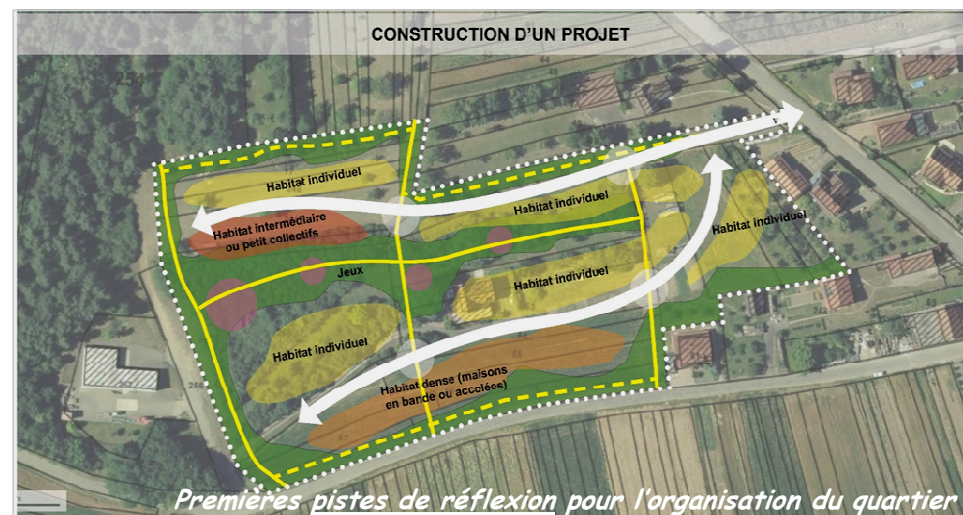 CONSTRUCTION D'UN PROJET
254
Habitat individuel
Habitat intermédiaire
ou petit collectifs
Habitat individuel
Habitat individuel
Jeux
Habitat individuel
Habitat individuel
Habitat dense (maisons
en bande ou accolées)
Premières pistes de réflexion pour l'organisation du quartier